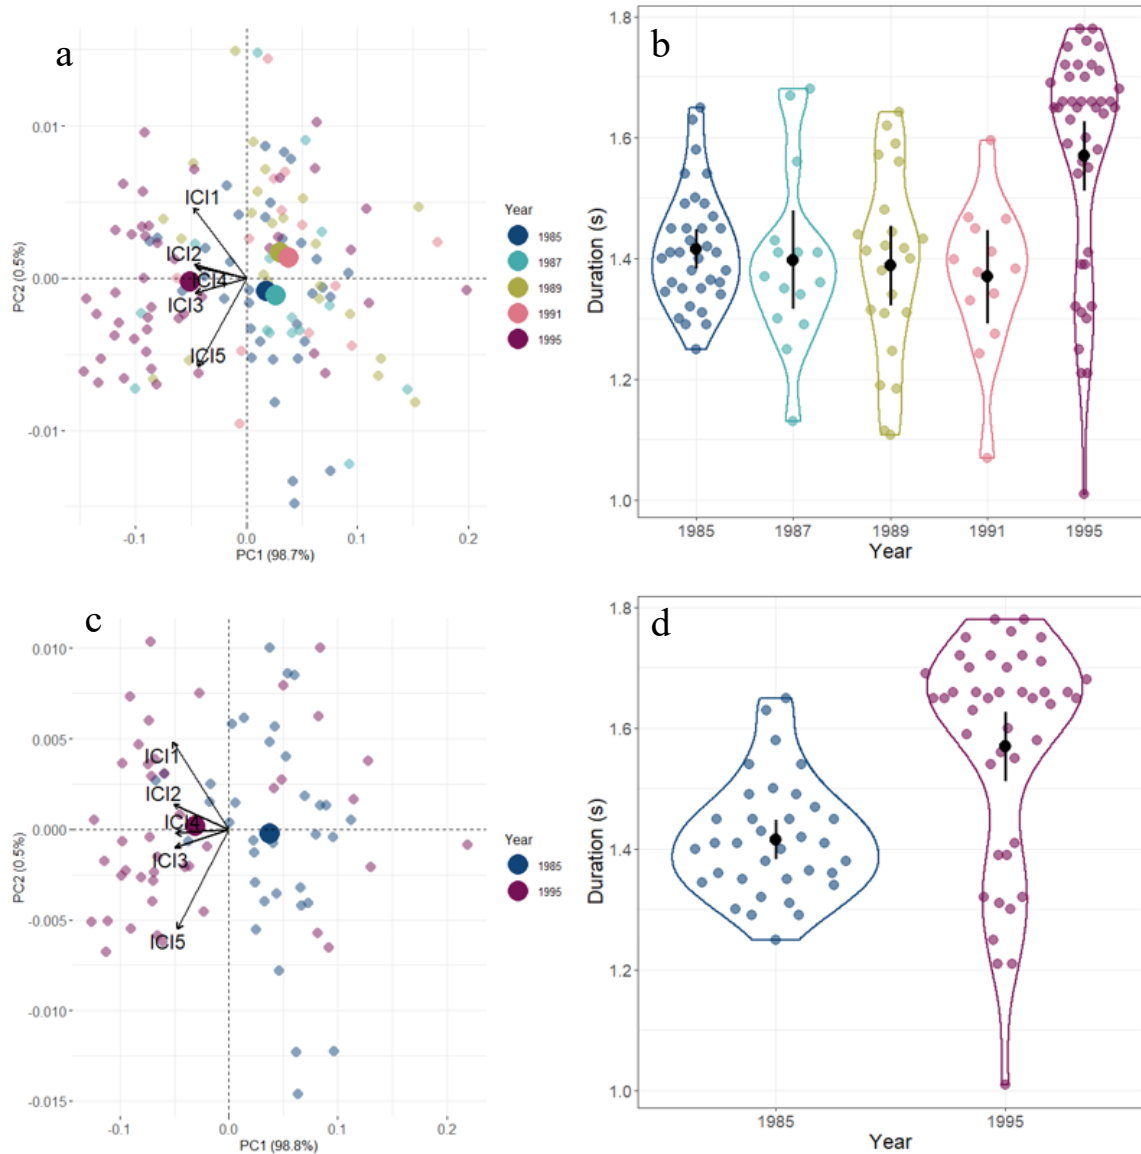 a
0.01
0.00
-0.01
-0.1
0.0
0.1
0.2
PC1 (98.7%)
PC2 (0.5%)
ICI1
ICI2
ICI4
ICI3
ICI5
Year
1985
1987
1989
1991
1995
b
1.8
1.6
1.4
1.2
1.0
Duration (s)
1985
1987
1989
1991
1995
Year
c
0.010
0.005
0.000
-0.005
-0.010
-0.015
-0.1
0.0
0.1
0.2
PC1 (98.8%)
PC2 (0.5%)
ICI1
ICI2
ICI4
ICI3
ICI5
Year
1985
1995
d
1.8
1.6
1.4
1.2
1.0
Duration (s)
1985
1995
Year